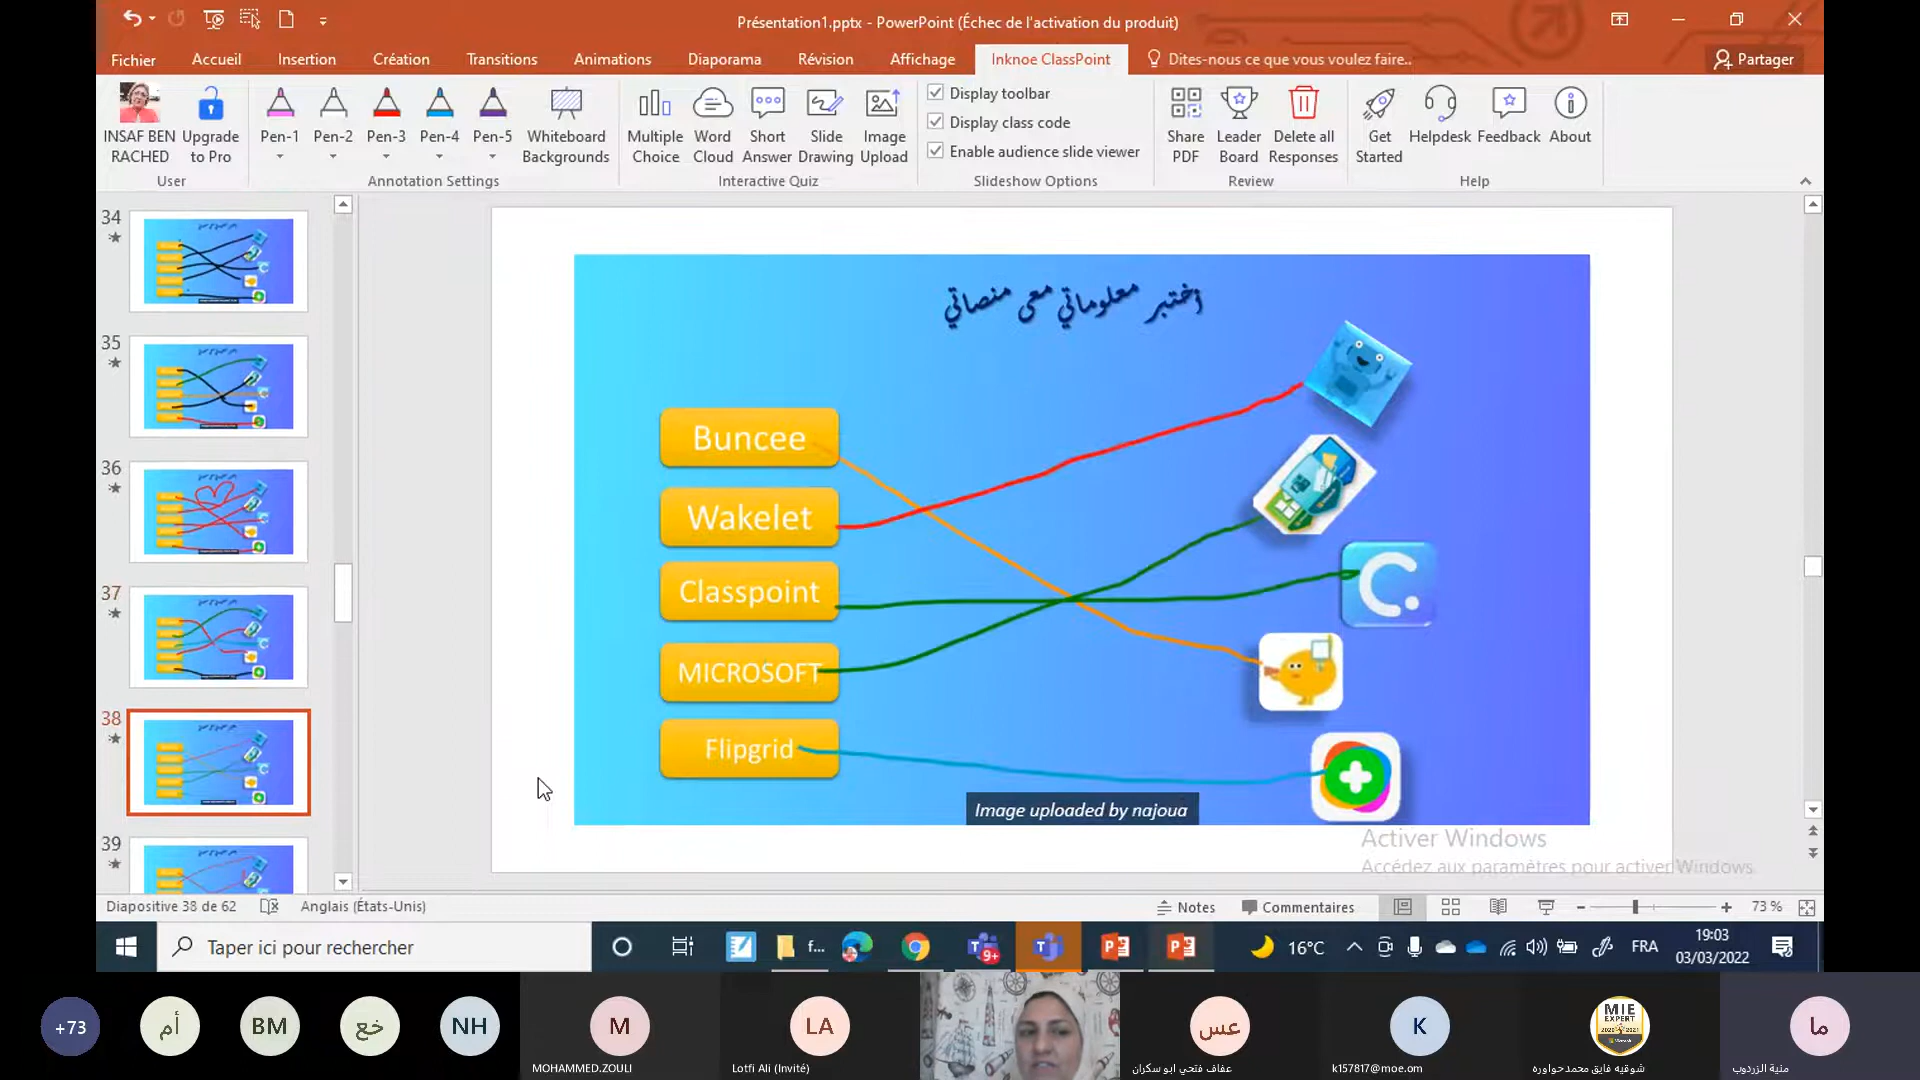 Présentation1.pptx - PowerPoint (Échec de l'activation du produit)
Fichier Accueil Insertion Création Transitions Animations Diaporama Révision Affichage Inknoe ClassPoint Dites-nous ce que vous voulez faire.. Partager
INSAF BEN RACHED
Upgrade to Pro
Pen-1 Pen-2 Pen-3 Pen-4 Pen-5
Whiteboard Backgrounds
Multiple Choice
Word Cloud
Short Answer
Slide Drawing
Image Upload
Display toolbar
Display class code
Enable audience slide viewer
Share PDF
Leader Board
Delete all Responses
Get Started
Helpdesk
Feedback
About
User Annotation Settings Interactive Quiz Slideshow Options Review Help
34
35
36
37
38
39
أختبر معلوماتي معى منصاتي
Buncee
Wakelet
Classpoint
MICROSOFT
Flipgrid
C.
Image uploaded by najoua
Activer Windows
Accédez aux paramètres pour activer Windows
Diapositive 38 de 62 Anglais (États-Unis) Notes Commentaires 73 %
Taper ici pour rechercher
f...
9+
16°C
FRA
19:03
03/03/2022
+73
أم
BM
خع
NH
M
MOHAMMED.ZOULI
LA
Lotfi Ali (Invité)
عس
عفاف فتحي ابو سكران
K
k157817@moe.om
MIE
EXPERT
شوقيه فايق محمدحواوره
ما
منية الزردوب